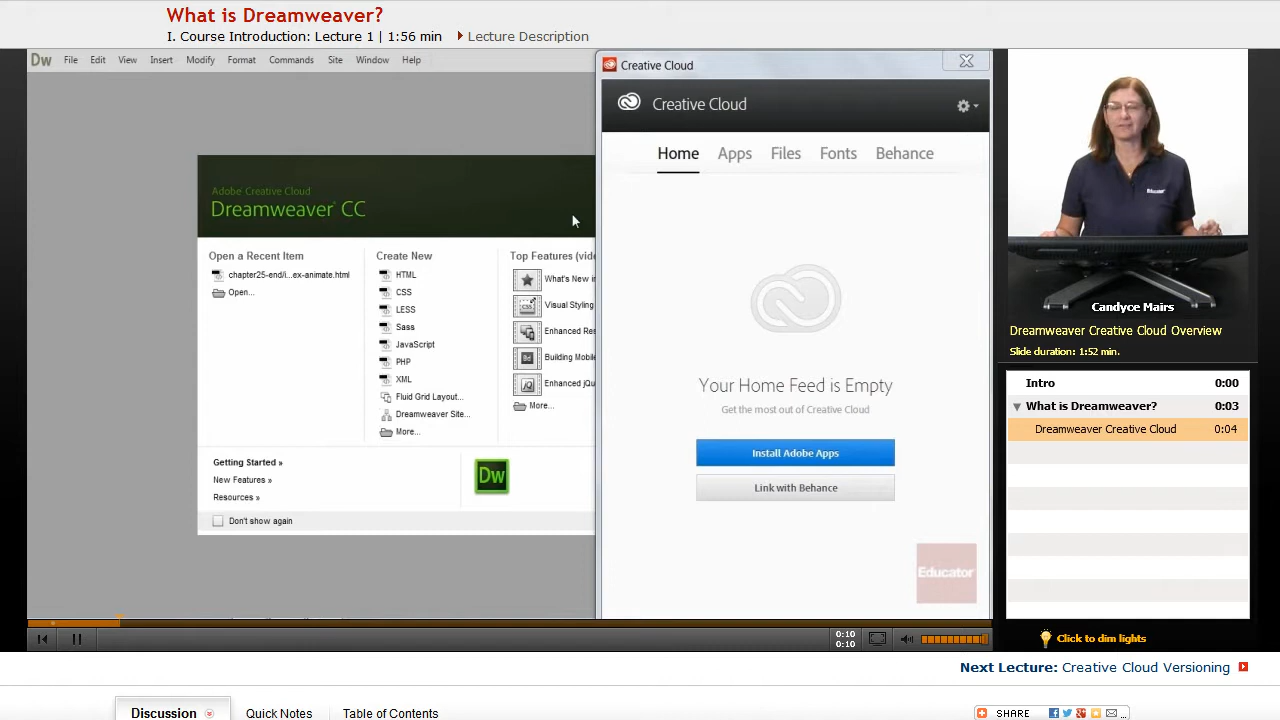 What is Dreamweaver?
I. Course Introduction: Lecture 1 | 1:56 min
Lecture Description
Dw File Edit View Insert Modify Format Commands Site Window Help
Adobe Creative Cloud
Dreamweaver® CC
Open a Recent Item
chapter25-end/i...ex-animate.html
Open...
Create New
HTML
CSS
LESS
Sass
JavaScript
PHP
XML
Fluid Grid Layout...
Dreamweaver Site...
More...
Top Features (vide
What's New in
Visual Styling
CSS
Enhanced Res
Building Mobile
Bd
Enhanced jQu
jQ
More...
Getting Started »
New Features »
Resources »
Dw
Don't show again
Creative Cloud
Creative Cloud
Home Apps Files Fonts Behance
Your Home Feed is Empty
Get the most out of Creative Cloud
Install Adobe Apps
Link with Behance
Educator
Educator
Candyce Mairs
Dreamweaver Creative Cloud Overview
Slide duration: 1:52 min.
Intro 0:00
What is Dreamweaver? 0:03
Dreamweaver Creative Cloud 0:04
0:10
0:10
Click to dim lights
Next Lecture: Creative Cloud Versioning
Discussion
Quick Notes
Table of Contents
SHARE